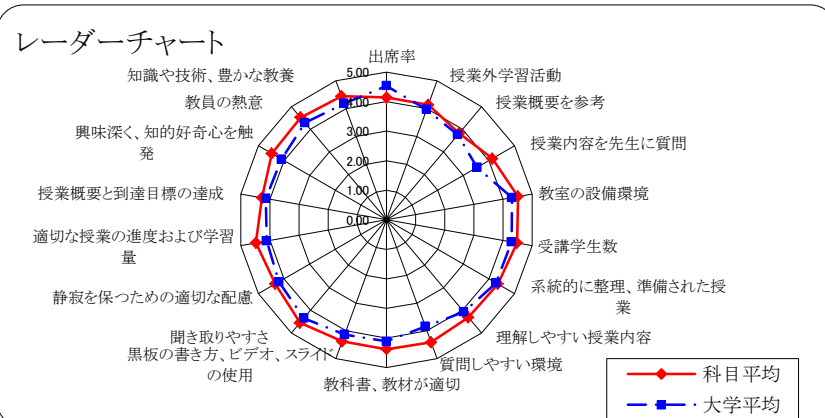 レーダーチャート
出席率
授業外学習活動
授業概要を参考
授業内容を先生に質問
教室の設備環境
受講学生数
系統的に整理、準備された授
業
理解しやすい授業内容
質問しやすい環境
教科書、教材が適切
黒板の書き方、ビデオ、スライド
の使用
聞き取りやすさ
静寂を保つための適切な配慮
適切な授業の進度および学習
量
授業概要と到達目標の達成
興味深く、知的好奇心を触
発
教員の熱意
知識や技術、豊かな教養
5.00
4.00
3.00
2.00
1.00
0.00
科目平均
大学平均